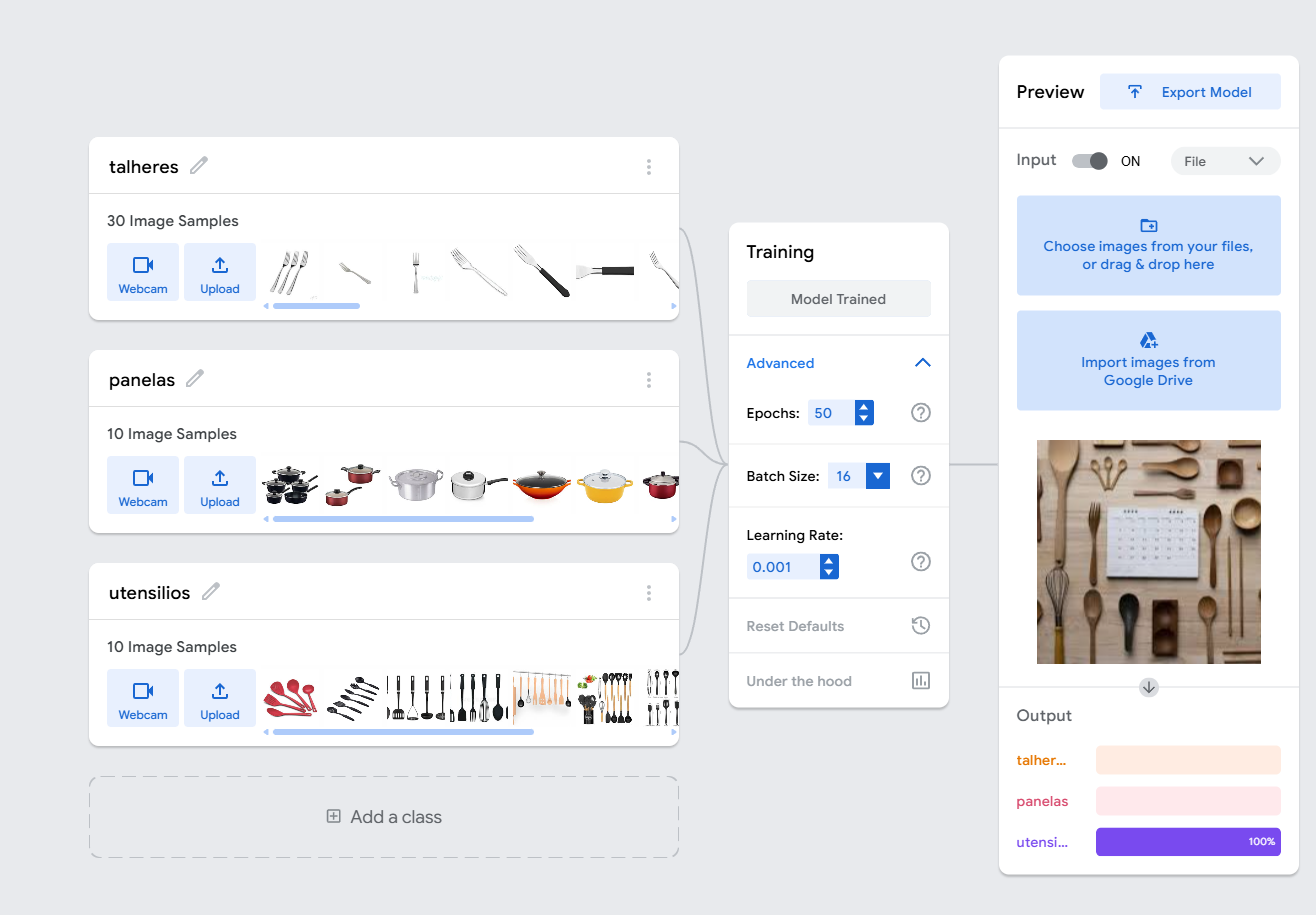 talheres
30 Image Samples
Webcam
Upload
panelas
10 Image Samples
Webcam
Upload
utensilios
10 Image Samples
Webcam
Upload
Add a class
Training
Model Trained
Advanced
Epochs: 50
Batch Size: 16
Learning Rate:
0.001
Reset Defaults
Under the hood
Preview
Export Model
Input ON File
Choose images from your files,
or drag & drop here
Import images from
Google Drive
Output
talher...
panelas
utensi... 100%